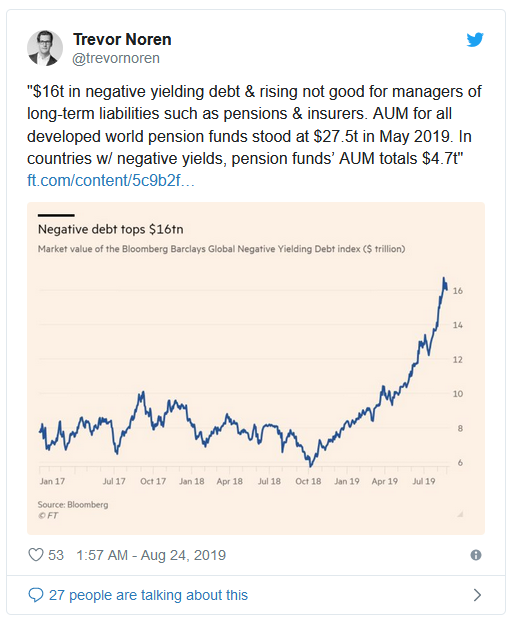 Trevor Noren
@trevornoren
"$16t in negative yielding debt & rising not good for managers of
long-term liabilities such as pensions & insurers. AUM for all
developed world pension funds stood at $27.5t in May 2019. In
countries w/ negative yields, pension funds' AUM totals $4.7t"
ft.com/content/5c9b2f…
Negative debt tops $16tn
Market value of the Bloomberg Barclays Global Negative Yielding Debt index ($ trillion)
16
14
12
10
8
6
Jan 17 Jul 17 Oct 17 Jan 18 Apr 18 Jul 18 Oct 18 Jan 19 Apr 19 Jul 19
Source: Bloomberg
© FT
53 1:57 AM - Aug 24, 2019
27 people are talking about this